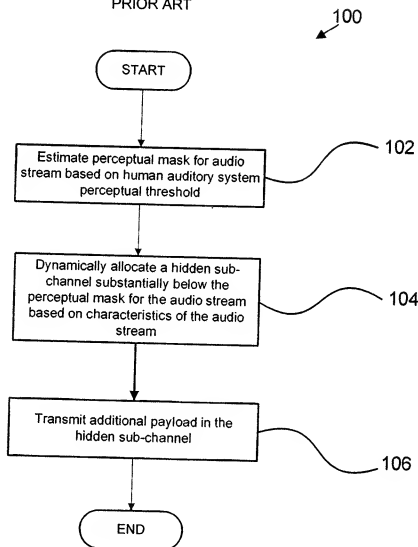 PRIOR ART
100
START
Estimate perceptual mask for audio
stream based on human auditory system
perceptual threshold
102
Dynamically allocate a hidden sub-
channel substantially below the
perceptual mask for the audio stream
based on characteristics of the audio
stream
104
Transmit additional payload in the
hidden sub-channel
106
END